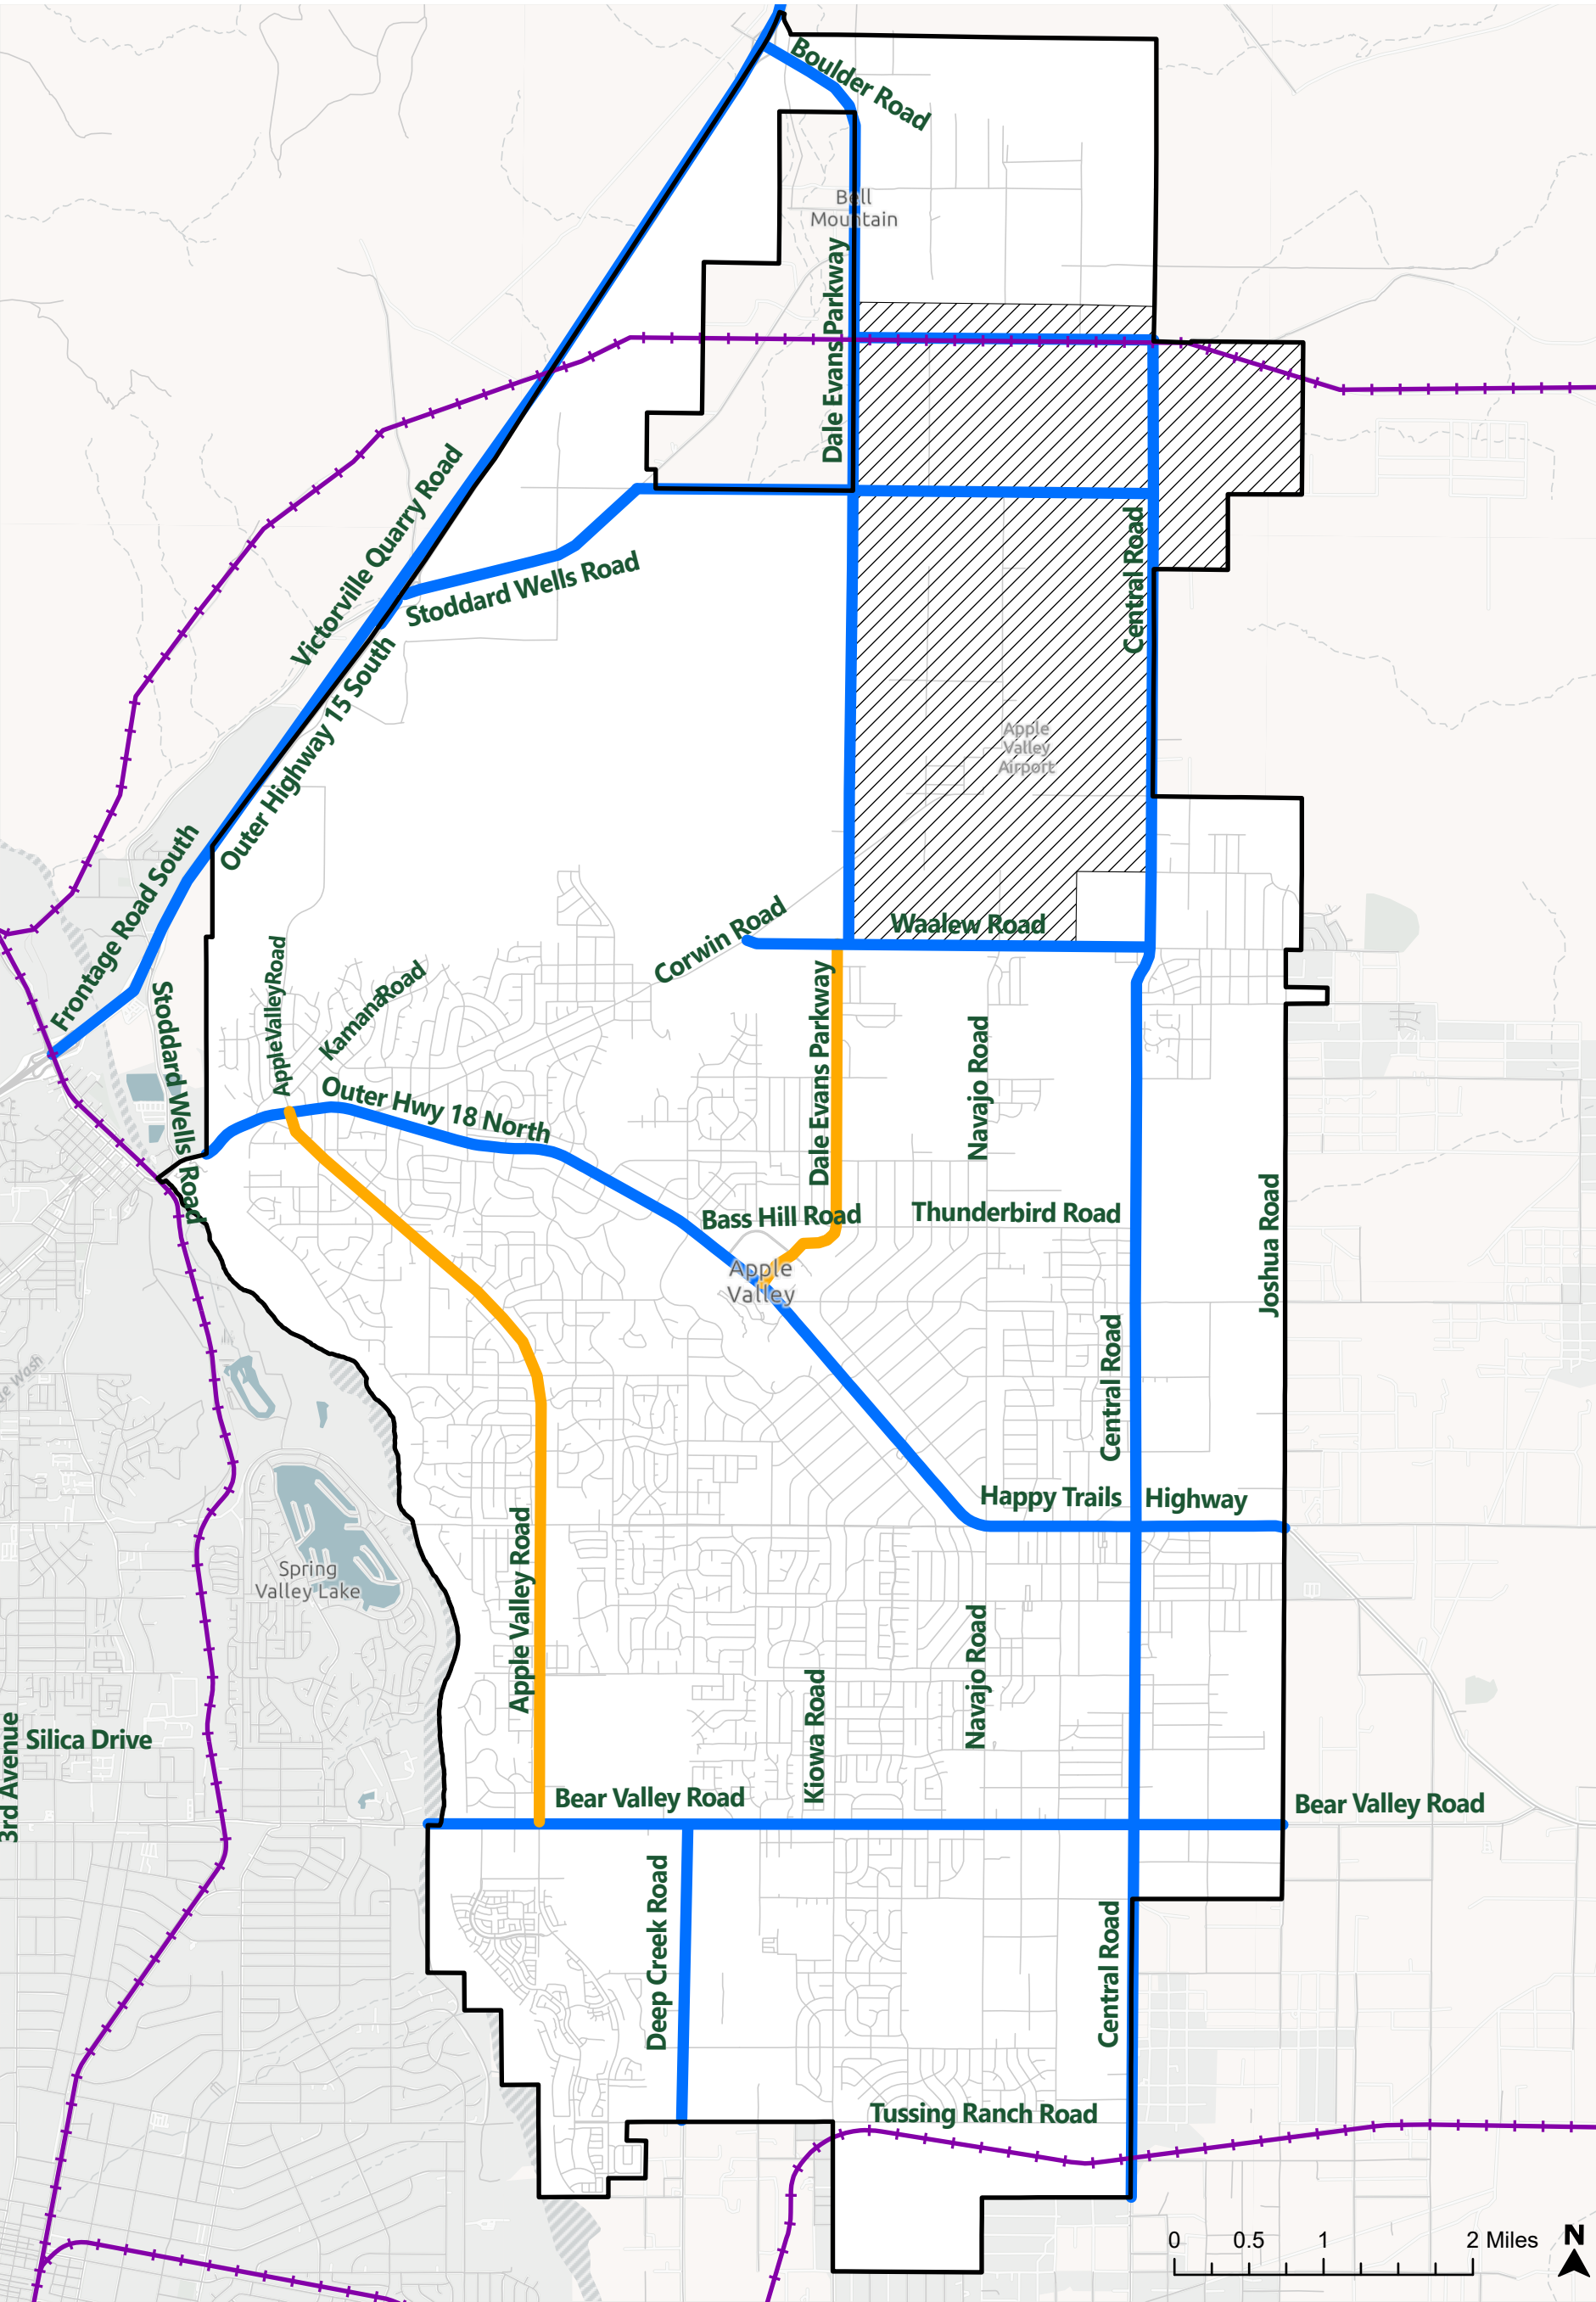 Boulder Road
Bell
Mountain
Dale Evans Parkway
Victorville Quarry Road
Stoddard Wells Road
Central Road
Outer Highway 15 South
Apple
Valley
Airport
Frontage Road South
Corwin Road
Waalew Road
Apple Valley Road
Kamana Road
Stoddard Wells Road
Outer Hwy 18 North
Dale Evans Parkway
Navajo Road
Bass Hill Road
Thunderbird Road
Joshua Road
Apple
Valley
Central Road
Happy Trails Highway
Apple Valley Road
Spring
Valley Lake
Navajo Road
Kiowa Road
Silica Drive
3rd Avenue
Bear Valley Road
Bear Valley Road
Deep Creek Road
Central Road
Tussing Ranch Road
0 0.5 1 2 Miles
N